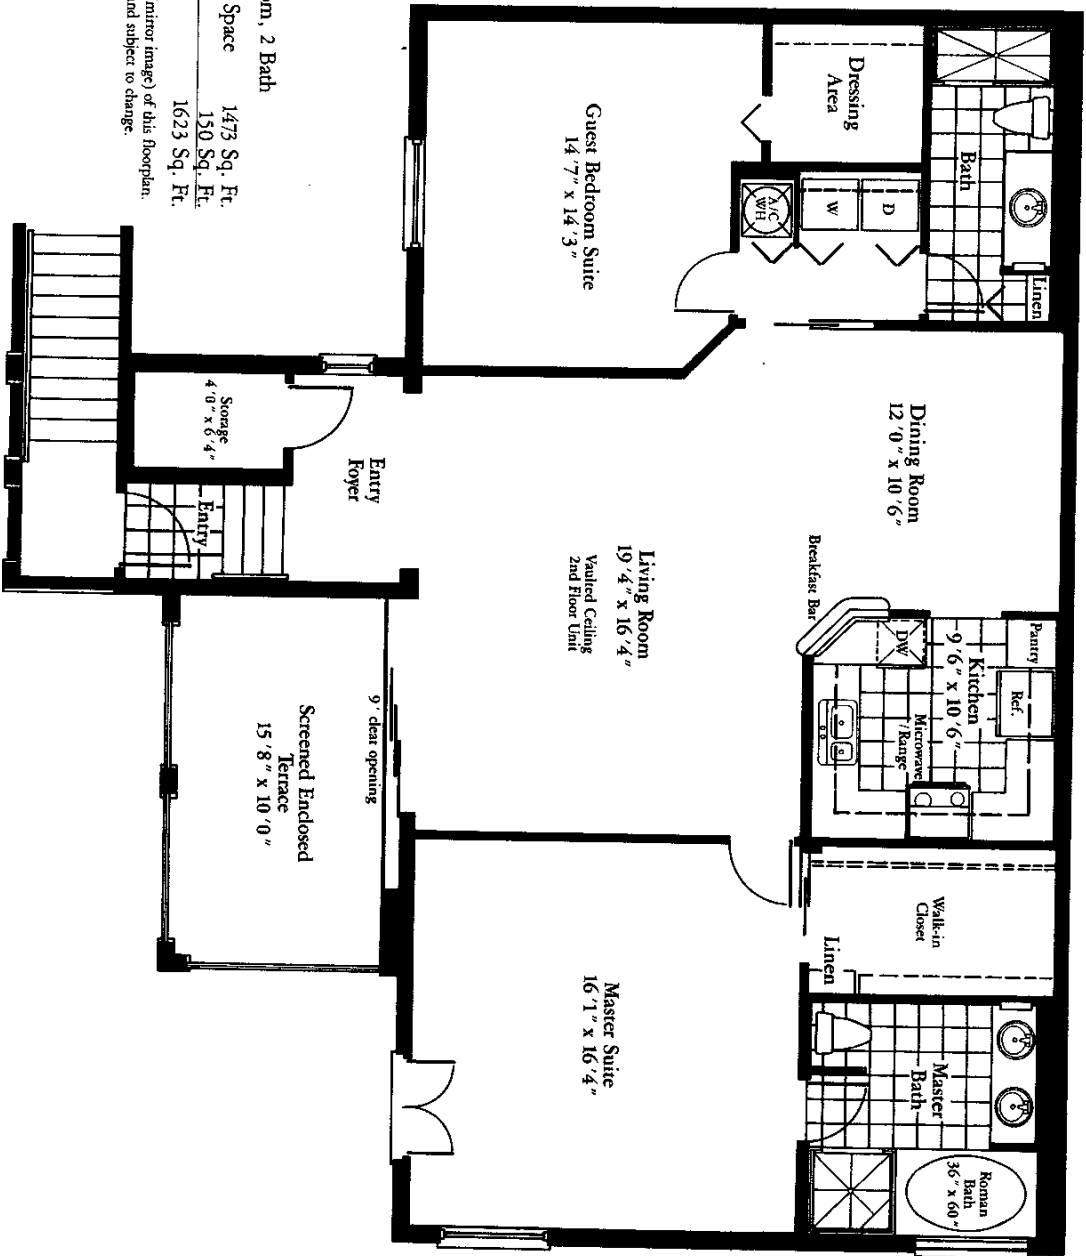 Dressing
Area
Bath
Linen
D
W
A/C
WH
Guest Bedroom Suite
14'7" x 14'3"
Dining Room
12'0" x 10'6"
Breakfast Bar
Pantry
Ref.
Kitchen
9'6" x 10'6"
DW
Microwave
/Range
Living Room
19'4" x 16'4"
Vaulted Ceiling
2nd Floor Unit
Entry
Foyer
Storage
4'0" x 6'4"
Entry
9' clear opening
Screened Enclosed
Terrace
15'8" x 10'0"
Walk-in
Closet
Linen
Master
Bath
Roman
Bath
36" x 60"
Master Suite
16'1" x 16'4"
2 Bath
Space 1473 Sq. Ft.
150 Sq. Ft.
1623 Sq. Ft.
mirror image) of this floorplan.
and subject to change.